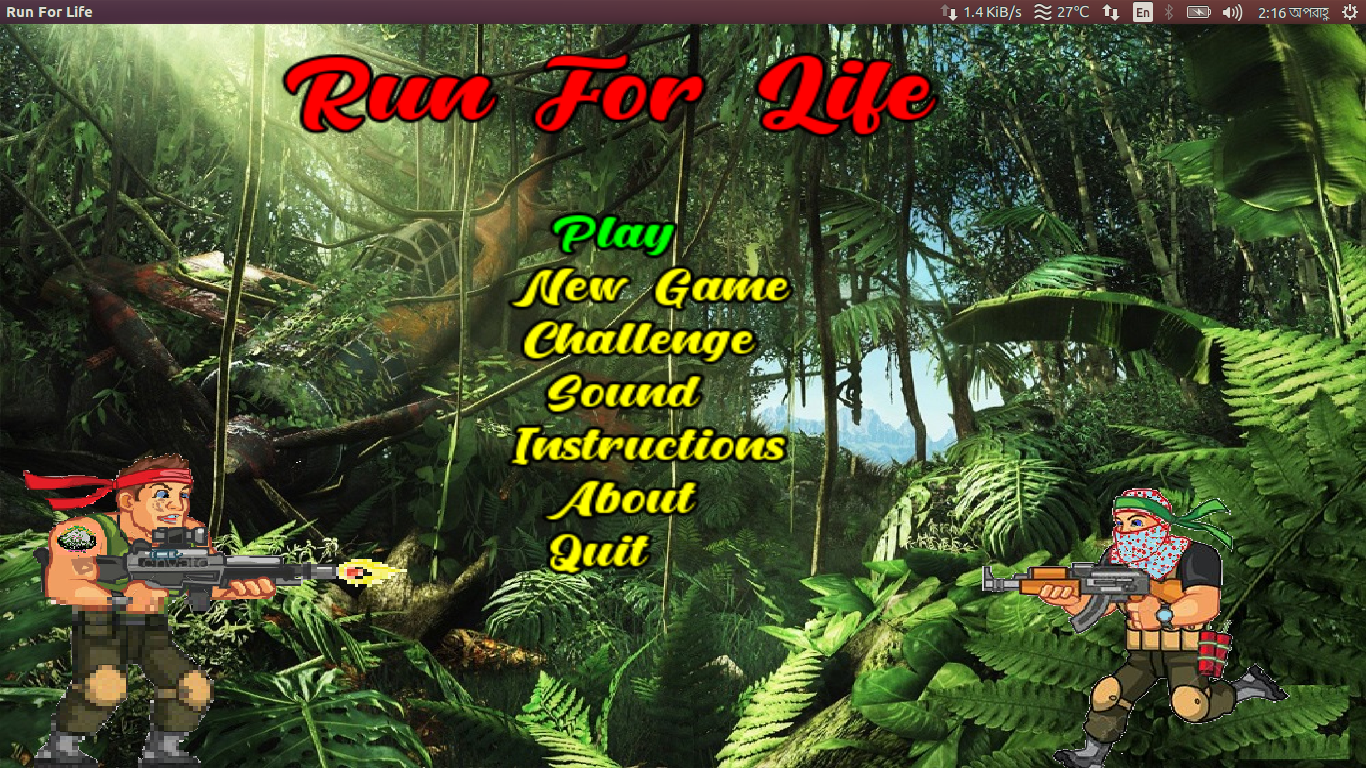 Run For Life
1.4 KiB/s 27°C En 2:16 অপরাহ্ণ
Run For Life
Play
New Game
Challenge
Sound
Instructions
About
Quit